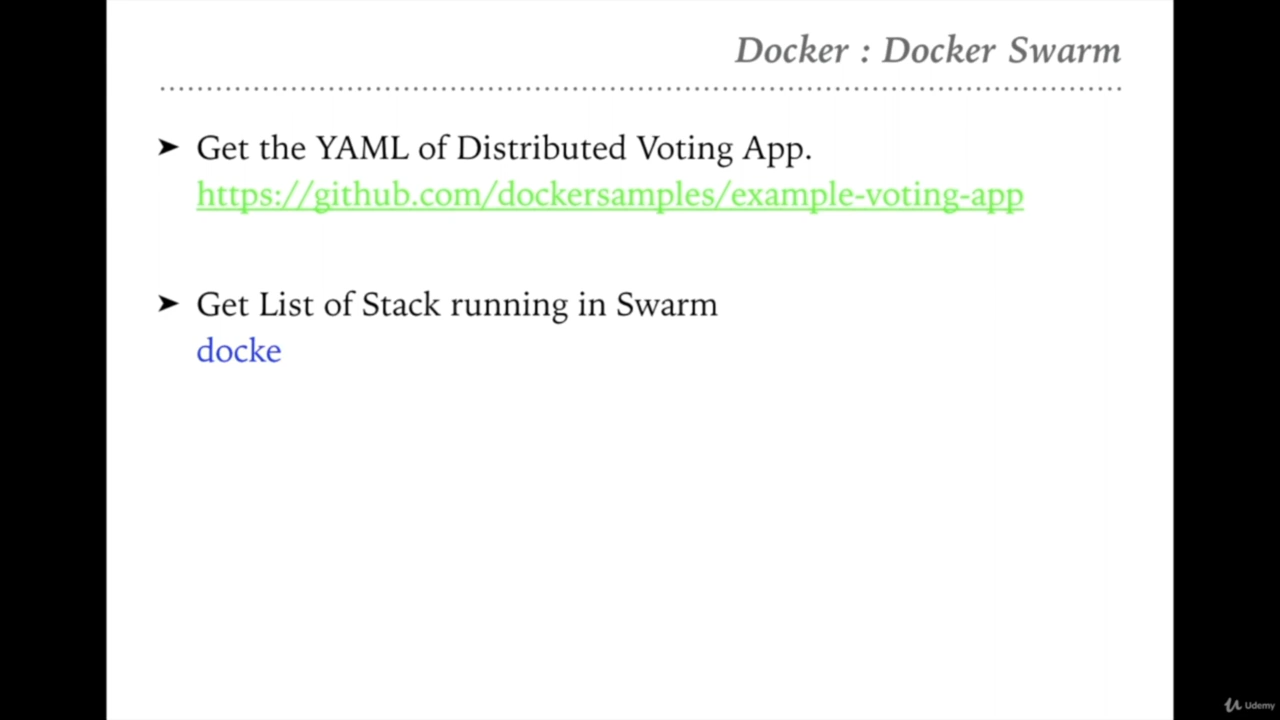 Docker : Docker Swarm
➤ Get the YAML of Distributed Voting App.
https://github.com/dockersamples/example-voting-app
➤ Get List of Stack running in Swarm
docke
Udemy